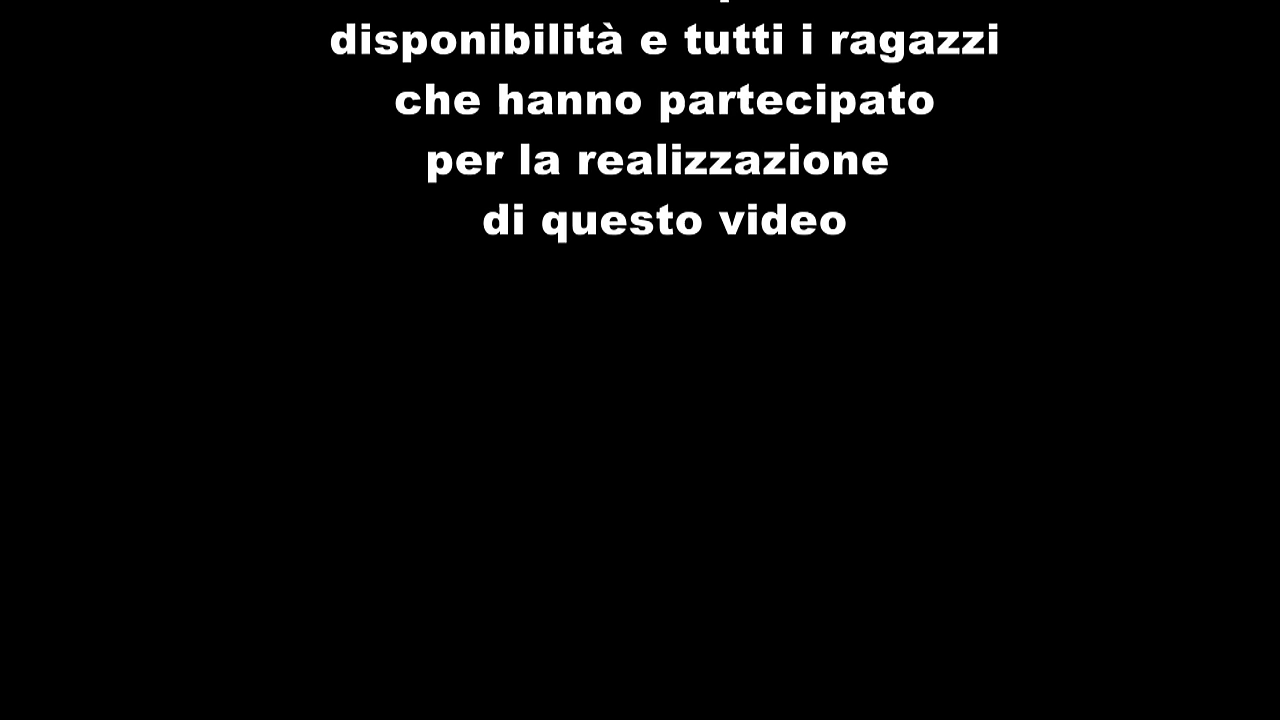 disponibilità e tutti i ragazzi
che hanno partecipato
per la realizzazione
di questo video